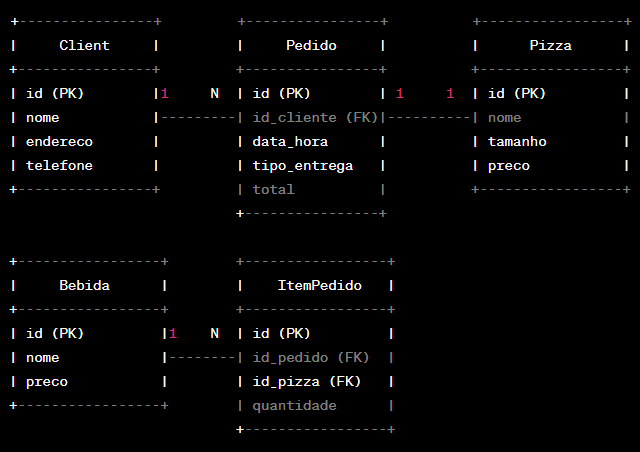 +----------------+         +----------------+          +-----------------+
|     Client     |         |     Pedido     |          |      Pizza      |
+----------------+         +----------------+          +-----------------+
| id (PK)        |1     N  | id (PK)        | 1     1  | id (PK)         |
| nome           |---------| id_cliente (FK)|----------| nome            |
| endereco       |         | data_hora      |          | tamanho         |
| telefone       |         | tipo_entrega   |          | preco           |
+----------------+         | total          |          +-----------------+
                           +----------------+
+-----------------+        +-----------------+
|     Bebida      |        |    ItemPedido   |
+-----------------+        +-----------------+
| id (PK)         |1    N  | id (PK)         |
| nome            |--------| id_pedido (FK)  |
| preco           |        | id_pizza (FK)   |
+-----------------+        | quantidade      |
                           +-----------------+